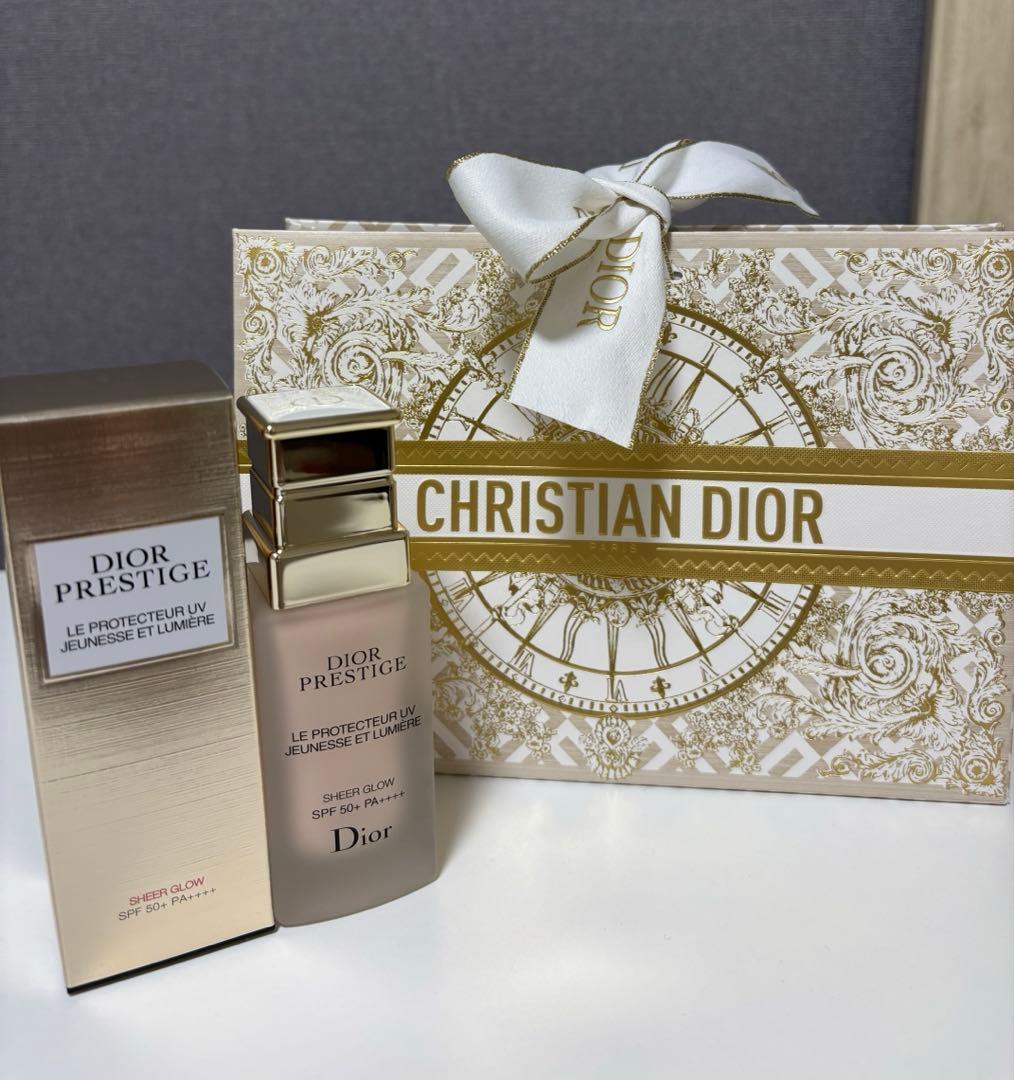 DIOR
PRESTIGE
LE PROTECTEUR UV
JEUNESSE ET LUMIÈRE
SHEER GLOW
SPF 50+ PA++++
DIOR
PRESTIGE
LE PROTECTEUR UV
JEUNESSE ET LUMIÈRE
SHEER GLOW
SPF 50+ PA++++
Dior
DIOR
CHRISTIAN DIOR
PARIS